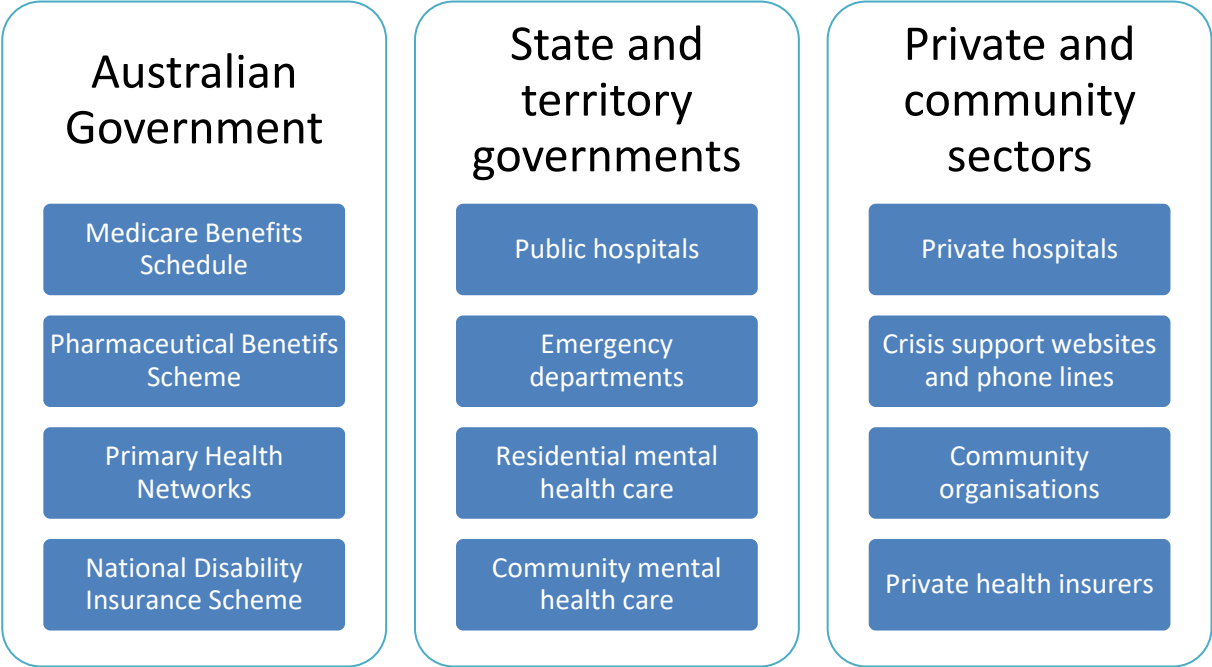 Australian
Government
Medicare Benefits
Schedule
Pharmaceutical Benetifs
Scheme
Primary Health
Networks
National Disability
Insurance Scheme
State and
territory
governments
Public hospitals
Emergency
departments
Residential mental
health care
Community mental
health care
Private and
community
sectors
Private hospitals
Crisis support websites
and phone lines
Community
organisations
Private health insurers